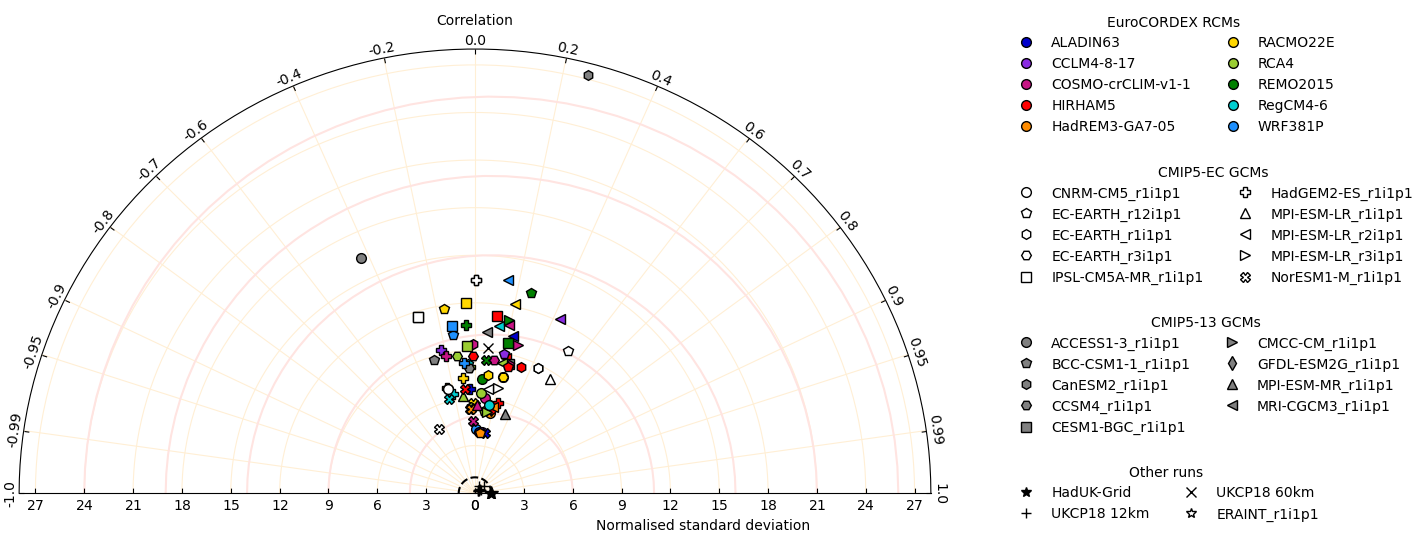 Correlation
-1.0
-0.99
-0.95
-0.9
-0.8
-0.7
-0.6
-0.4
-0.2
0.0
0.2
0.4
0.6
0.7
0.8
0.9
0.95
0.99
1.0
27 24 21 18 15 12 9 6 3 0 3 6 9 12 15 18 21 24 27
Normalised standard deviation
EuroCORDEX RCMs
ALADIN63 RACMO22E
CCLM4-8-17 RCA4
COSMO-crCLIM-v1-1 REMO2015
HIRHAM5 RegCM4-6
HadREM3-GA7-05 WRF381P
CMIP5-EC GCMs
CNRM-CM5_r1i1p1 HadGEM2-ES_r1i1p1
EC-EARTH_r12i1p1 MPI-ESM-LR_r1i1p1
EC-EARTH_r1i1p1 MPI-ESM-LR_r2i1p1
EC-EARTH_r3i1p1 MPI-ESM-LR_r3i1p1
IPSL-CM5A-MR_r1i1p1 NorESM1-M_r1i1p1
CMIP5-13 GCMs
ACCESS1-3_r1i1p1 CMCC-CM_r1i1p1
BCC-CSM1-1_r1i1p1 GFDL-ESM2G_r1i1p1
CanESM2_r1i1p1 MPI-ESM-MR_r1i1p1
CCSM4_r1i1p1 MRI-CGCM3_r1i1p1
CESM1-BGC_r1i1p1
Other runs
HadUK-Grid UKCP18 60km
UKCP18 12km ERAINT_r1i1p1